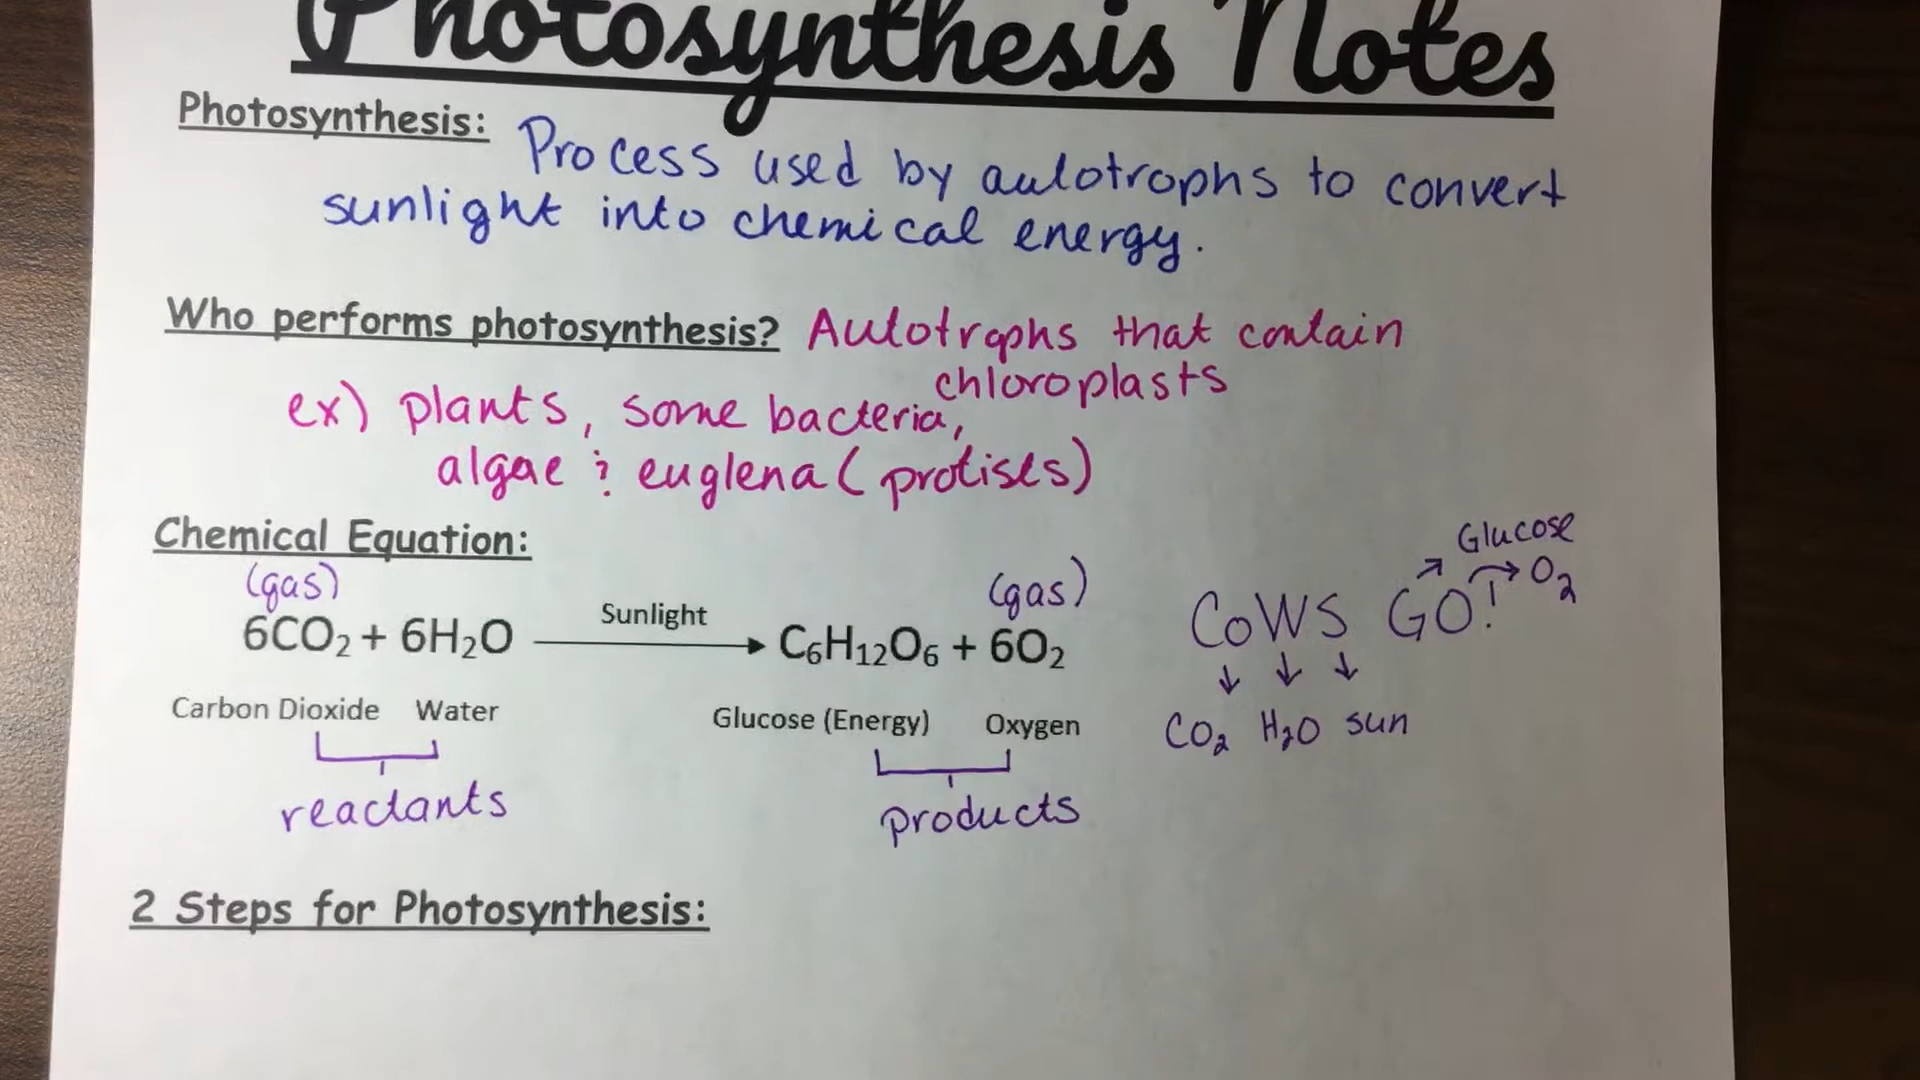 Photosynthesis Notes
Photosynthesis: Process used by autotrophs to convert
sunlight into chemical energy.
Who performs photosynthesis? Autotrophs that contain
chloroplasts
ex) plants, some bacteria,
algae & euglena (protists)
Chemical Equation:
(gas) (gas)
6CO₂ + 6H₂O Sunlight → C₆H₁₂O₆ + 6O₂
Carbon Dioxide Water Glucose (Energy) Oxygen
reactants products
↗ Glucose
CoWS GO! → O₂
↓ ↓ ↓
CO₂ H₂O sun
2 Steps for Photosynthesis: